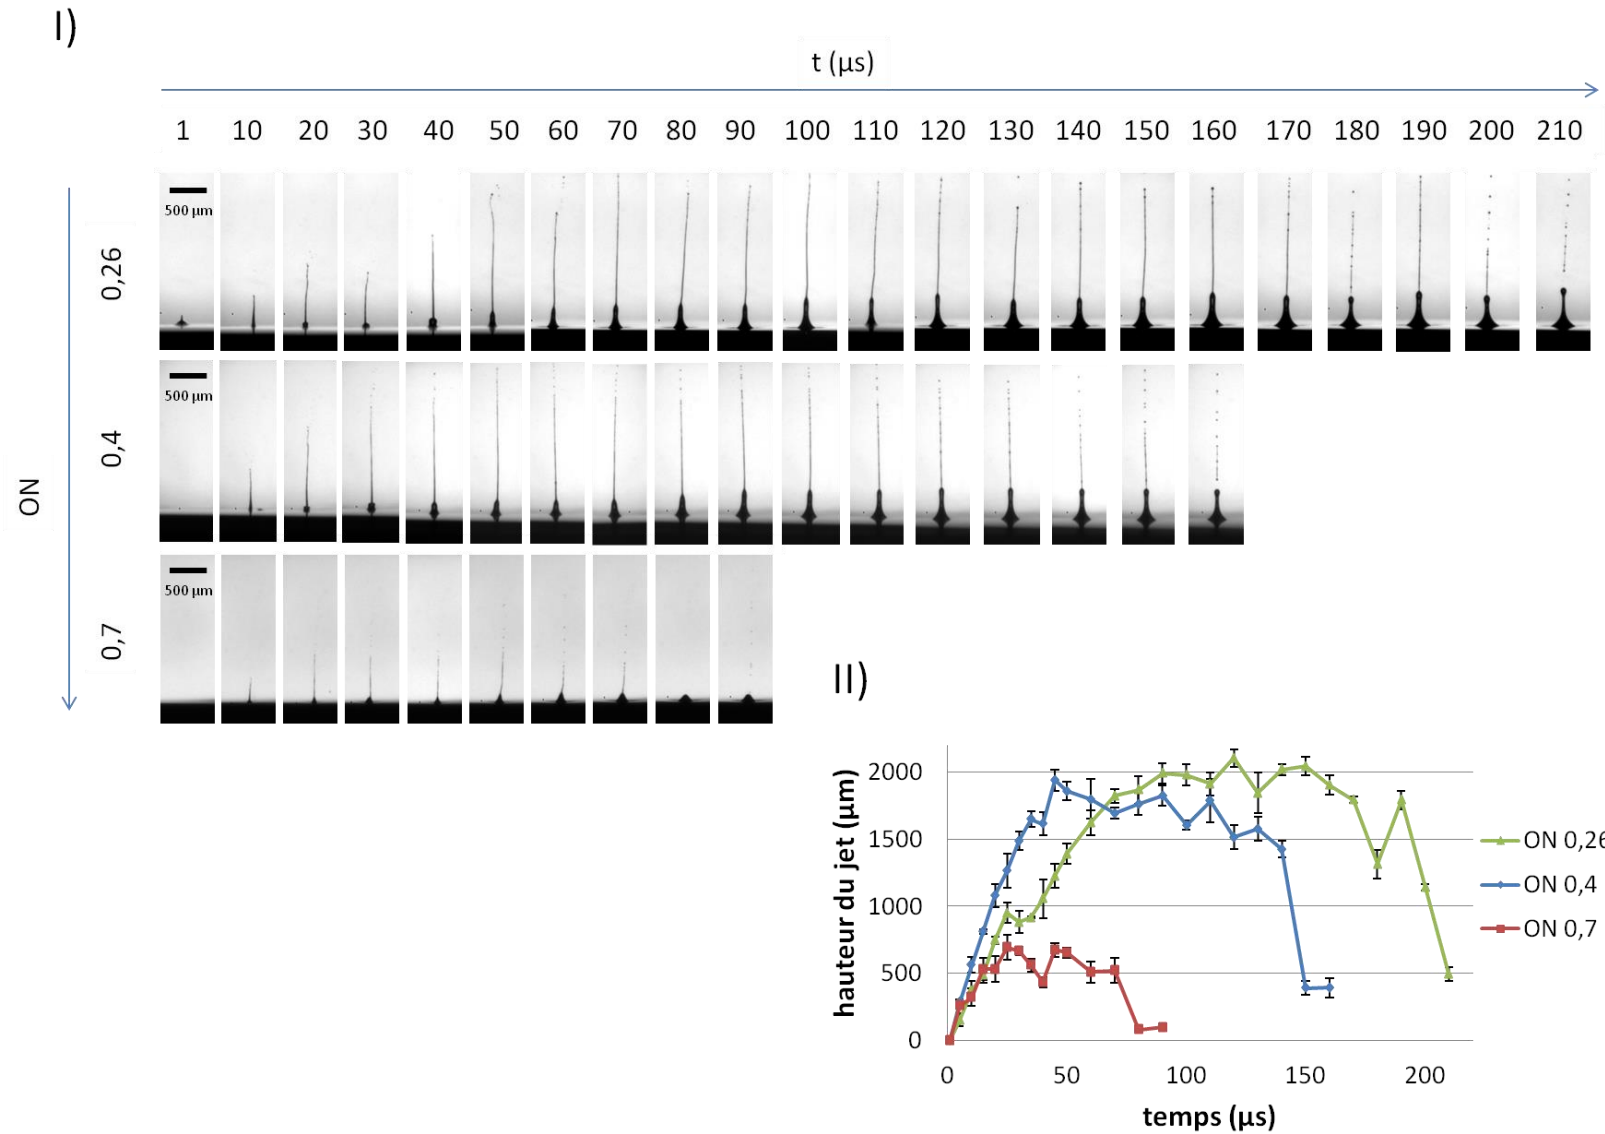 I)
t (µs)
1 10 20 30 40 50 60 70 80 90 100 110 120 130 140 150 160 170 180 190 200 210
500 µm
0,26
500 µm
0,4
ON
500 µm
0,7
II)
hauteur du jet (µm)
2000
1500
1000
500
0
0 50 100 150 200
temps (µs)
ON 0,26
ON 0,4
ON 0,7